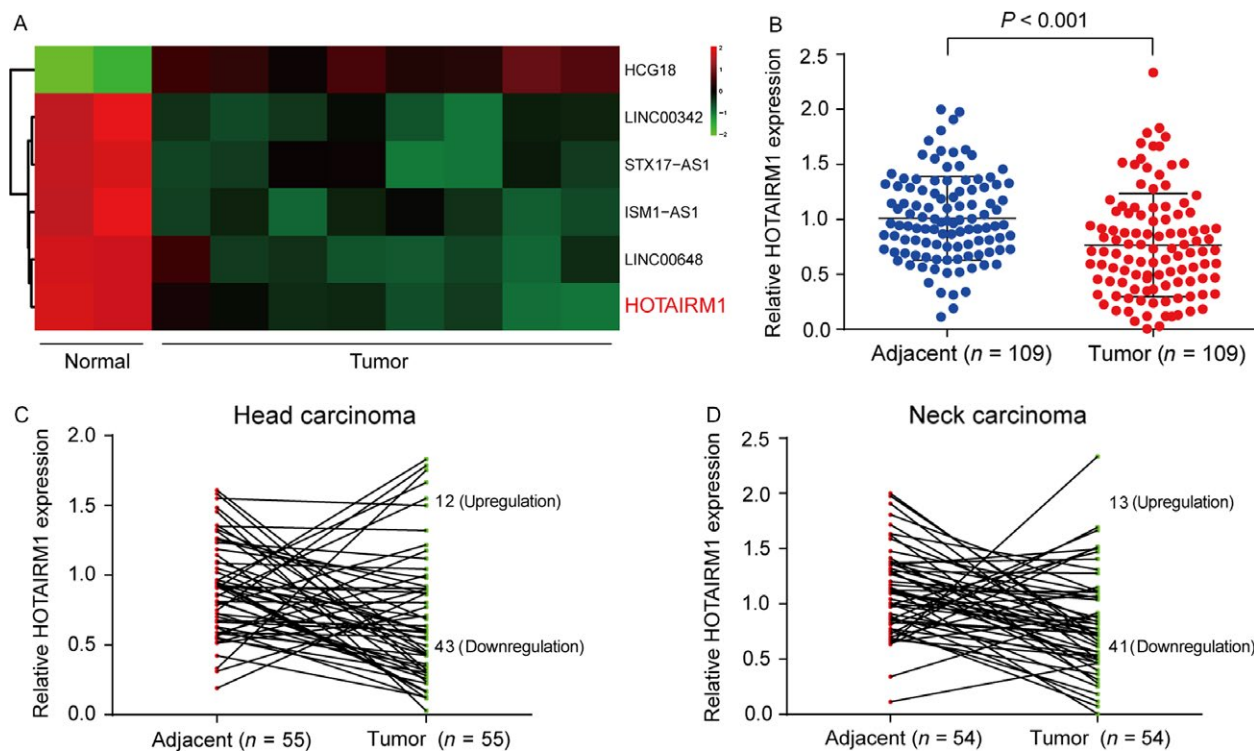 A
2
1
0
−1
−2
HCG18
LINC00342
STX17−AS1
ISM1−AS1
LINC00648
HOTAIRM1
Normal
Tumor
B
P < 0.001
Relative HOTAIRM1 expression
2.5
2.0
1.5
1.0
0.5
0.0
Adjacent (n = 109)
Tumor (n = 109)
C
Head carcinoma
Relative HOTAIRM1 expression
2.0
1.5
1.0
0.5
0.0
12 (Upregulation)
43 (Downregulation)
Adjacent (n = 55)
Tumor (n = 55)
D
Neck carcinoma
Relative HOTAIRM1 expression
2.5
2.0
1.5
1.0
0.5
0.0
13 (Upregulation)
41 (Downregulation)
Adjacent (n = 54)
Tumor (n = 54)